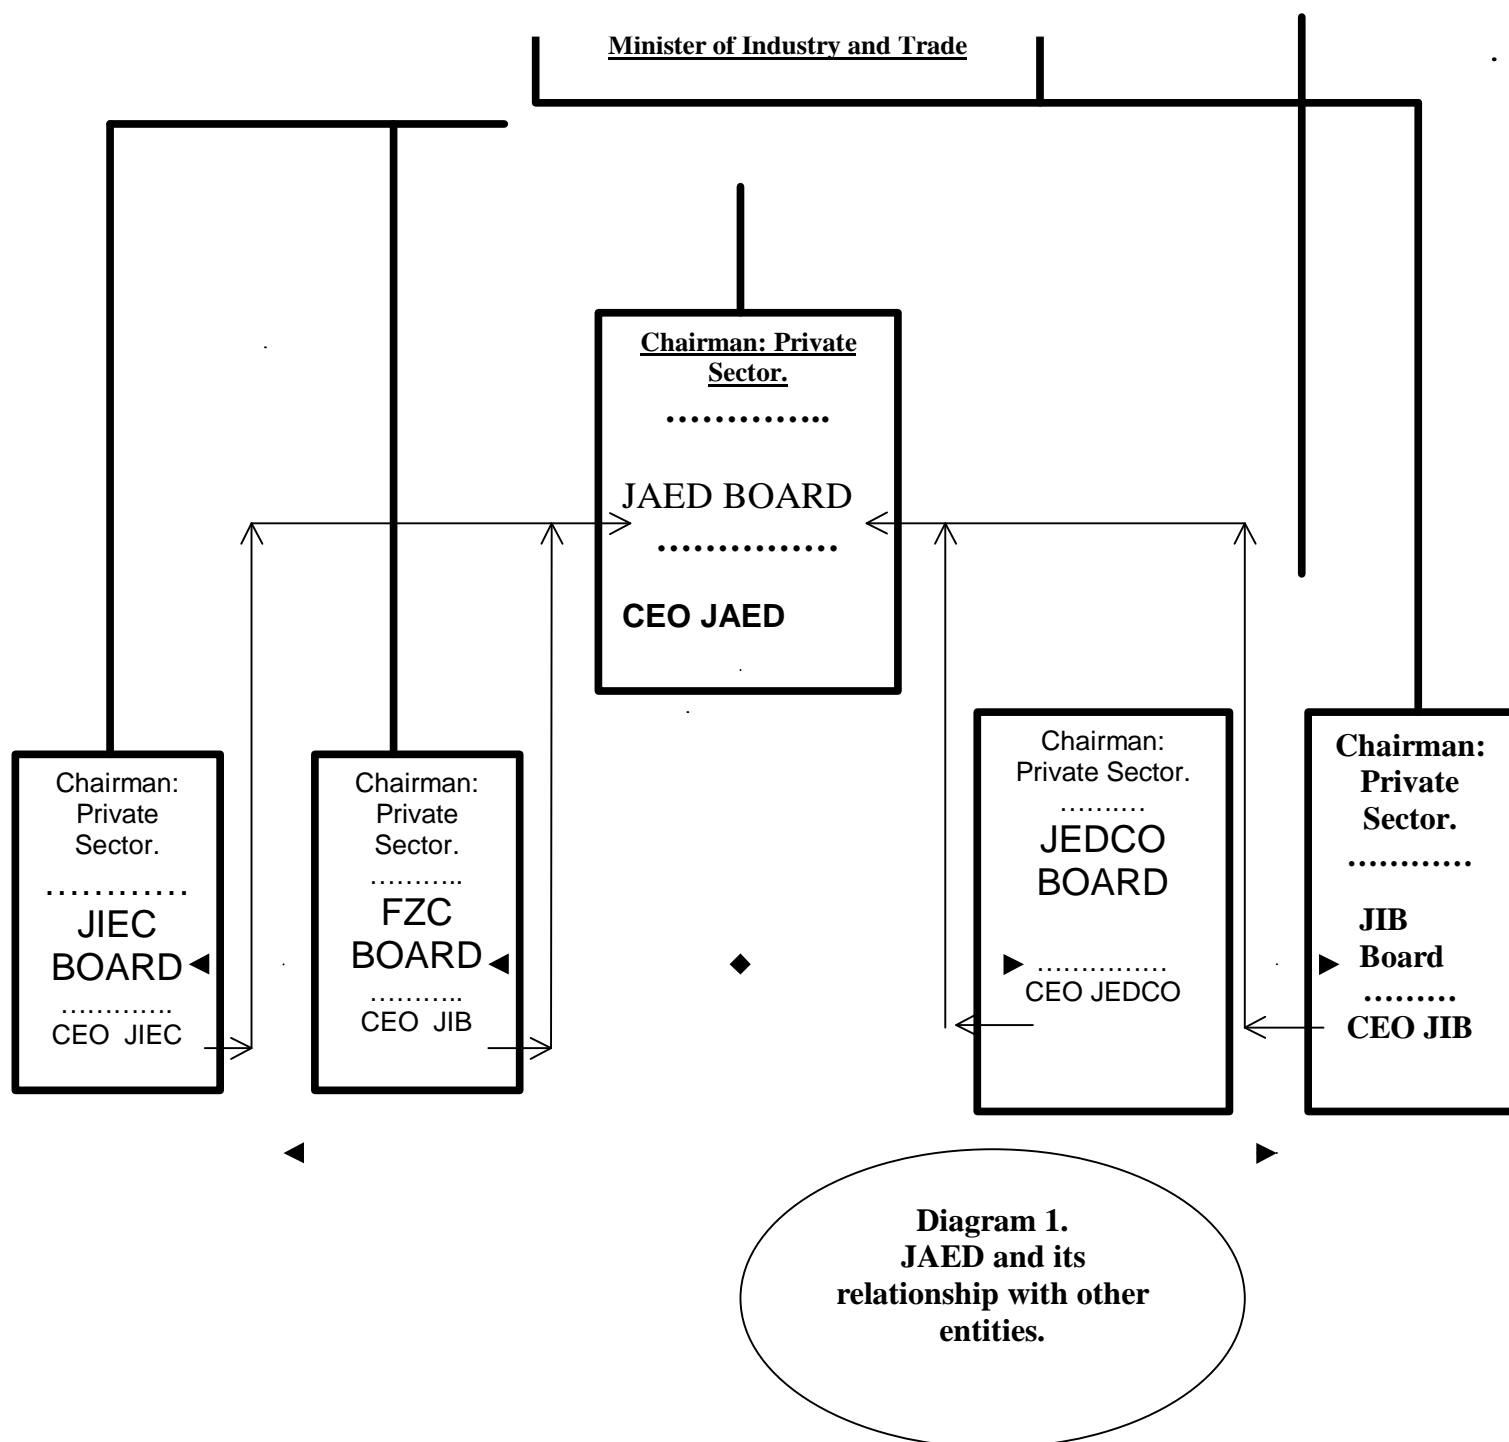 Minister of Industry and Trade
Chairman: Private
Sector.
…………..
JAED BOARD
……………
CEO JAED
Chairman:
Private
Sector.
…………
JIEC
BOARD
………….
CEO JIEC
Chairman:
Private
Sector.
………..
FZC
BOARD
………..
CEO JIB
Chairman:
Private Sector.
………
JEDCO
BOARD
……………
CEO JEDCO
Chairman:
Private
Sector.
…………
JIB
Board
………
CEO JIB
Diagram 1.
JAED and its
relationship with other
entities.